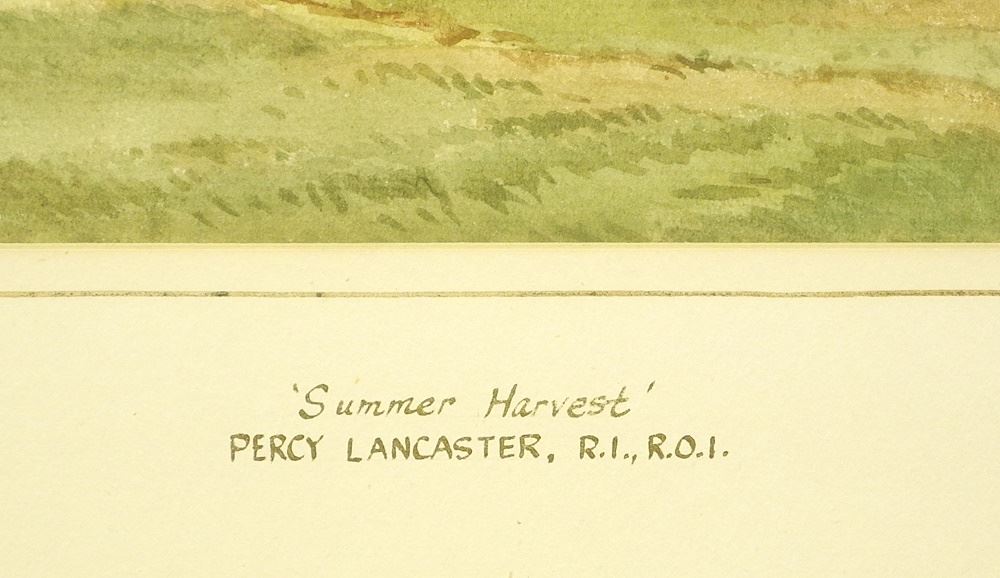 'Summer Harvest'
PERCY LANCASTER, R.I., R.O.I.